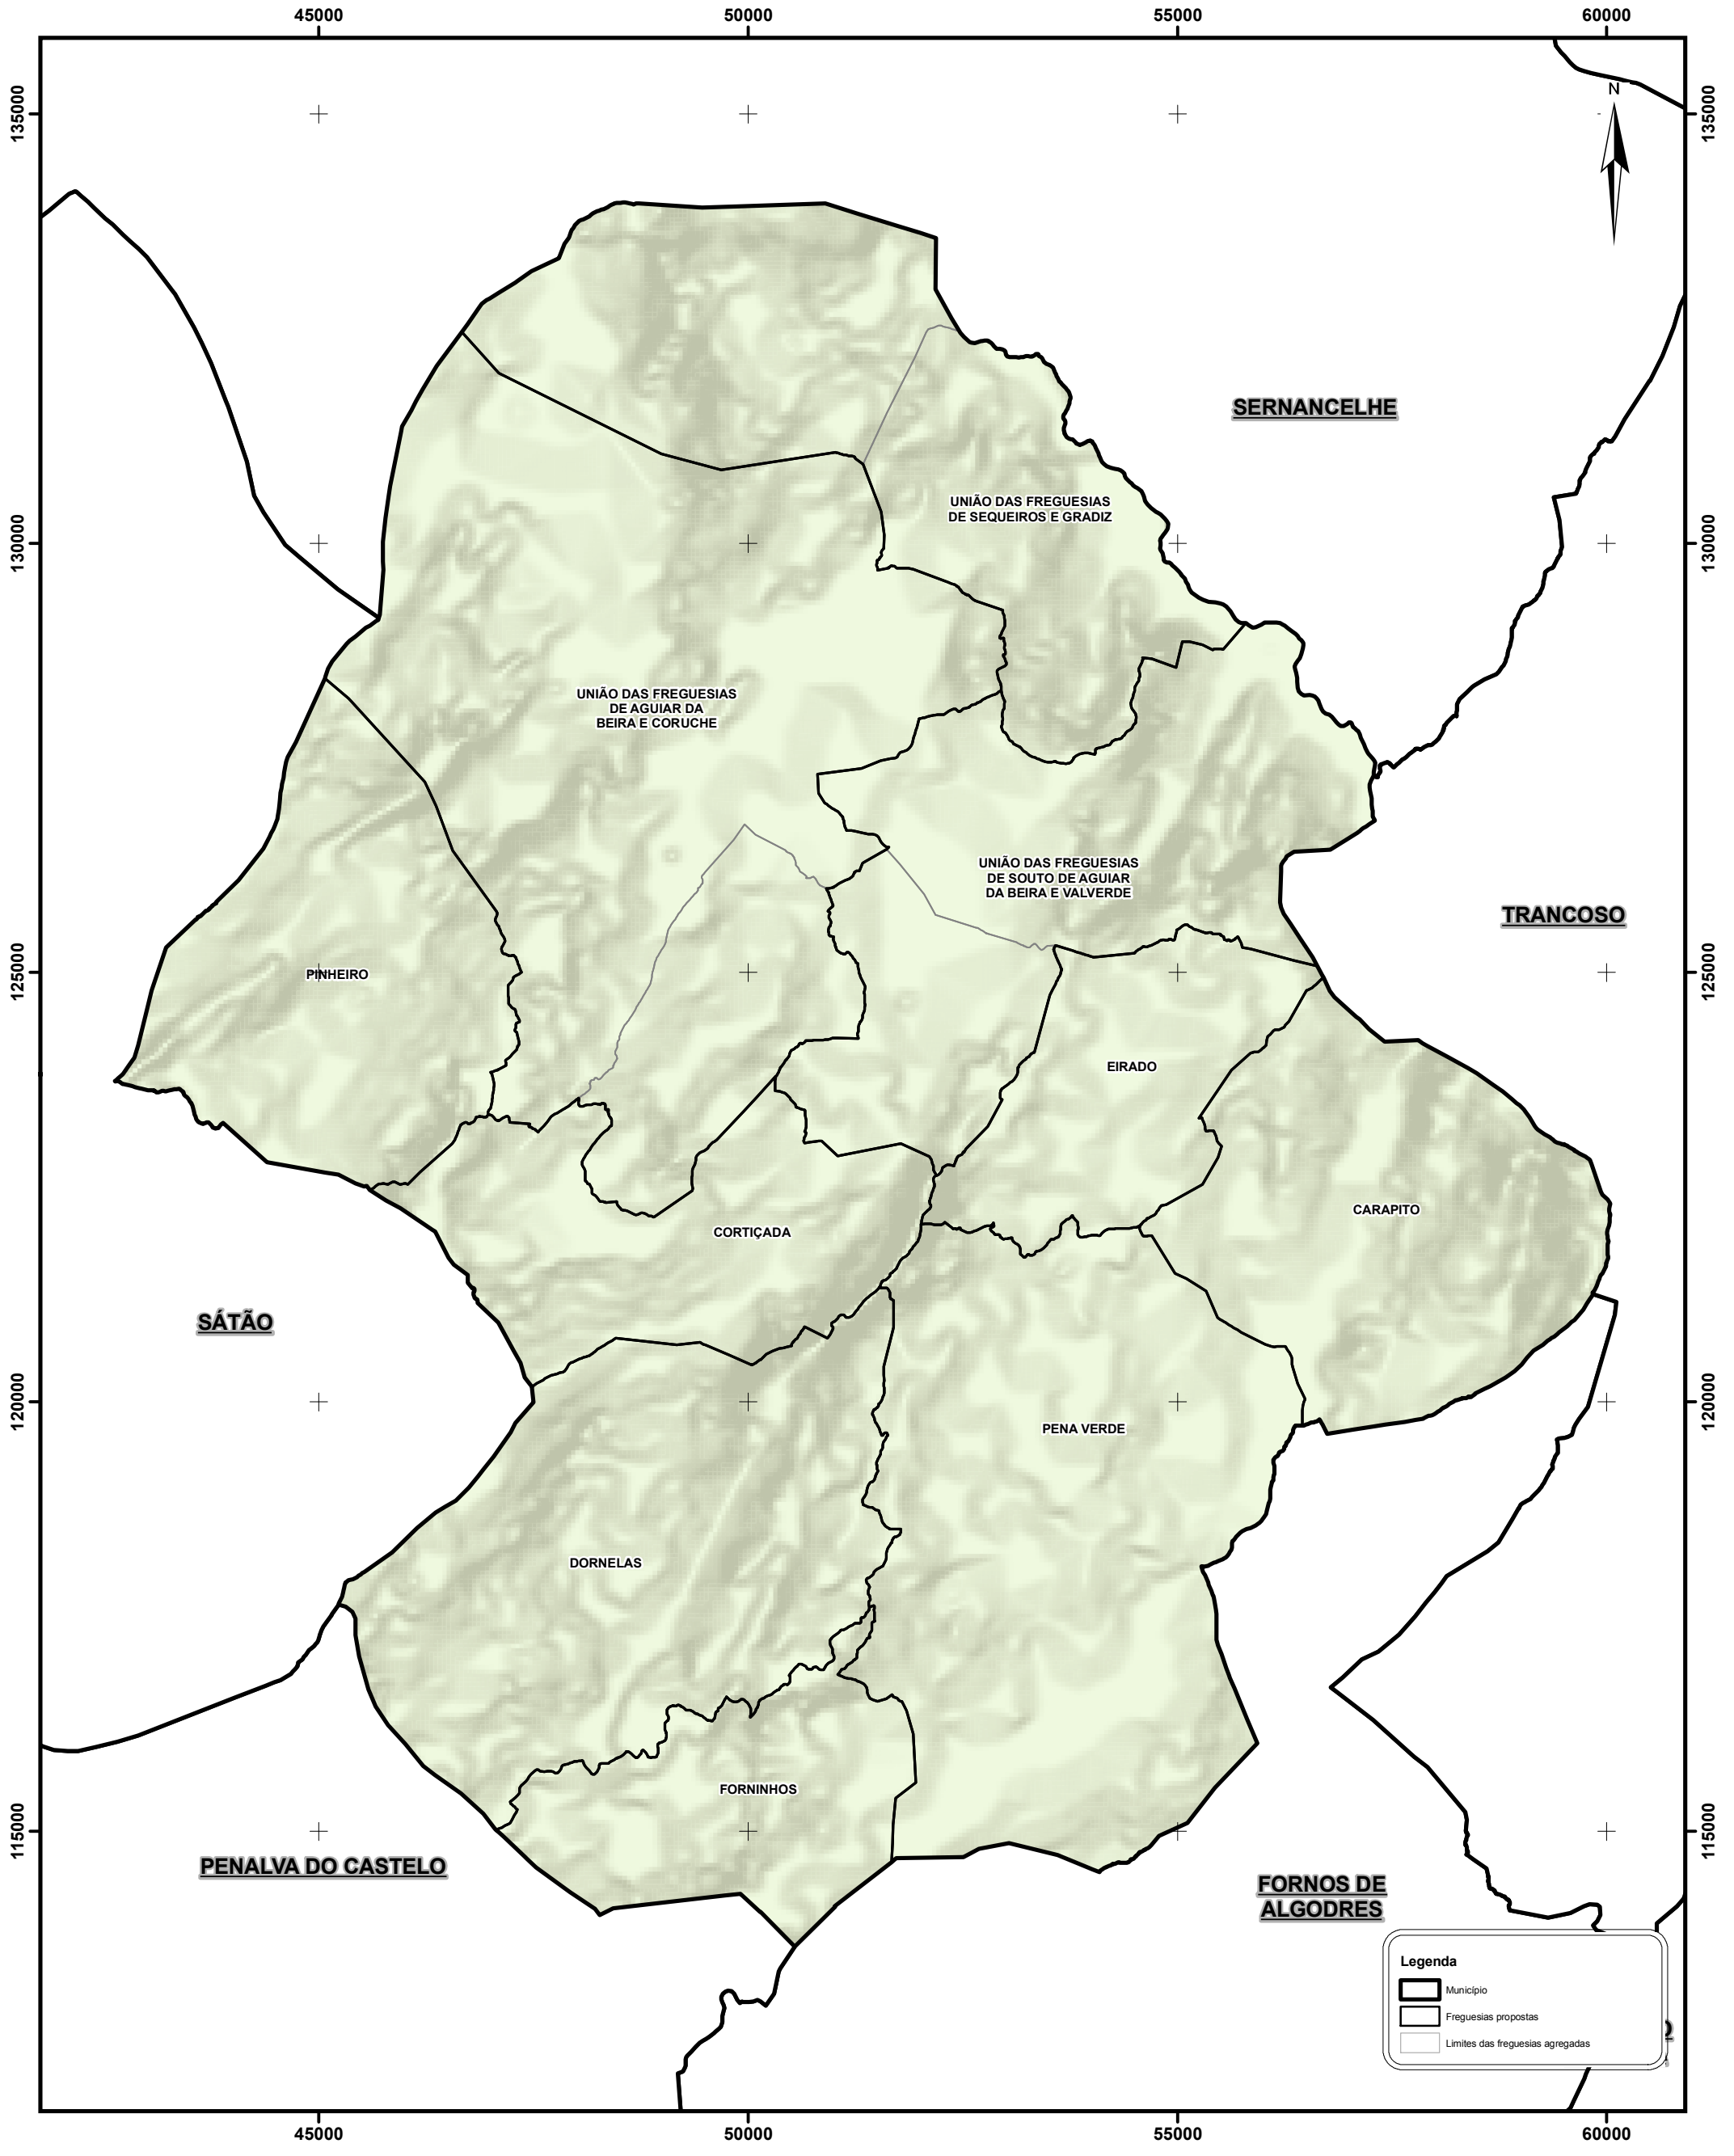 45000 50000 55000 60000
135000 135000
N
SERNANCELHE
UNIÃO DAS FREGUESIAS
DE SEQUEIROS E GRADIZ
130000 130000
UNIÃO DAS FREGUESIAS
DE AGUIAR DA
BEIRA E CORUCHE
UNIÃO DAS FREGUESIAS
DE SOUTO DE AGUIAR
DA BEIRA E VALVERDE
TRANCOSO
125000 125000
PINHEIRO
EIRADO
CARAPITO
CORTIÇADA
SÁTÃO
120000 120000
PENA VERDE
DORNELAS
FORNINHOS
115000 115000
PENALVA DO CASTELO
FORNOS DE
ALGODRES
Legenda
Município
Freguesias propostas
Limites das freguesias agregadas
45000 50000 55000 60000